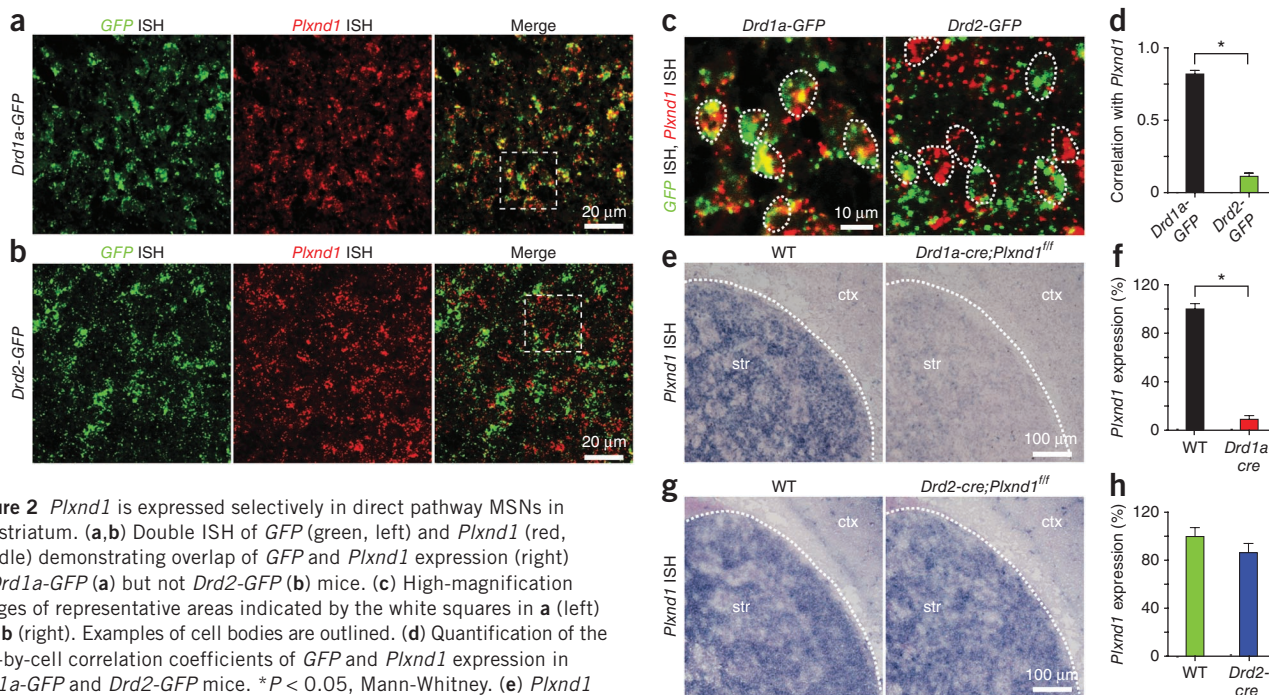 a
GFP ISH
Plxnd1 ISH
Merge
Drd1a-GFP
20 μm
b
GFP ISH
Plxnd1 ISH
Merge
Drd2-GFP
20 μm
c
Drd1a-GFP
Drd2-GFP
GFP ISH, Plxnd1 ISH
10 μm
d
Correlation with Plxnd1
1.0
*
0.5
0
Drd1a-
GFP
Drd2-
GFP
e
WT
Drd1a-cre;Plxnd1f/f
Plxnd1 ISH
ctx
str
ctx
str
100 μm
f
Plxnd1 expression (%)
120
*
80
40
0
WT
Drd1a
cre
g
WT
Drd2-cre;Plxnd1f/f
Plxnd1 ISH
ctx
str
ctx
str
100 μm
h
Plxnd1 expression (%)
120
80
40
0
WT
Drd2-
cre
ure 2 Plxnd1 is expressed selectively in direct pathway MSNs in
striatum. (a,b) Double ISH of GFP (green, left) and Plxnd1 (red,
dle) demonstrating overlap of GFP and Plxnd1 expression (right)
Drd1a-GFP (a) but not Drd2-GFP (b) mice. (c) High-magnification
ges of representative areas indicated by the white squares in a (left)
b (right). Examples of cell bodies are outlined. (d) Quantification of the
-by-cell correlation coefficients of GFP and Plxnd1 expression in
1a-GFP and Drd2-GFP mice. *P < 0.05, Mann-Whitney. (e) Plxnd1